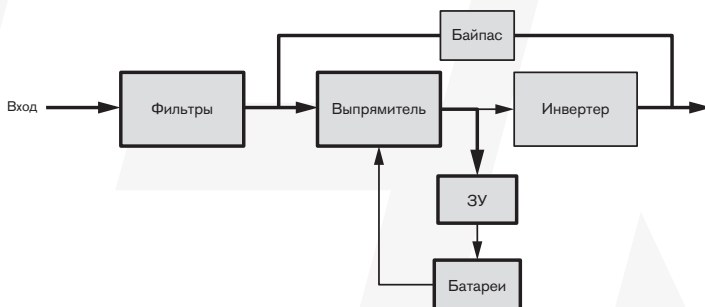 Байпас
Вход
Фильтры
Выпрямитель
Инвертер
ЗУ
Батареи